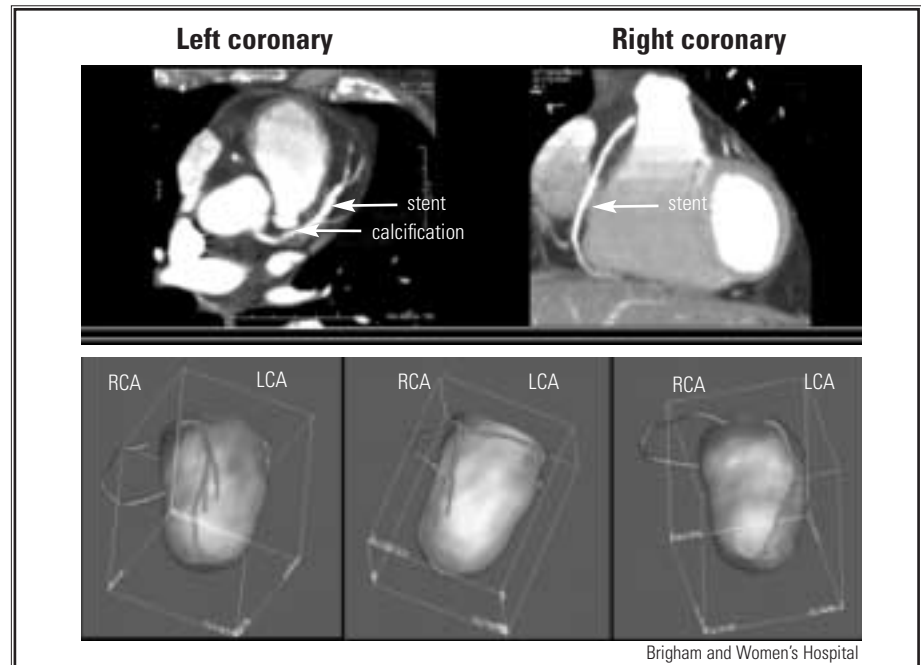 Left coronary
Right coronary
stent
calcification
stent
RCA
LCA
RCA
LCA
RCA
LCA
Brigham and Women's Hospital